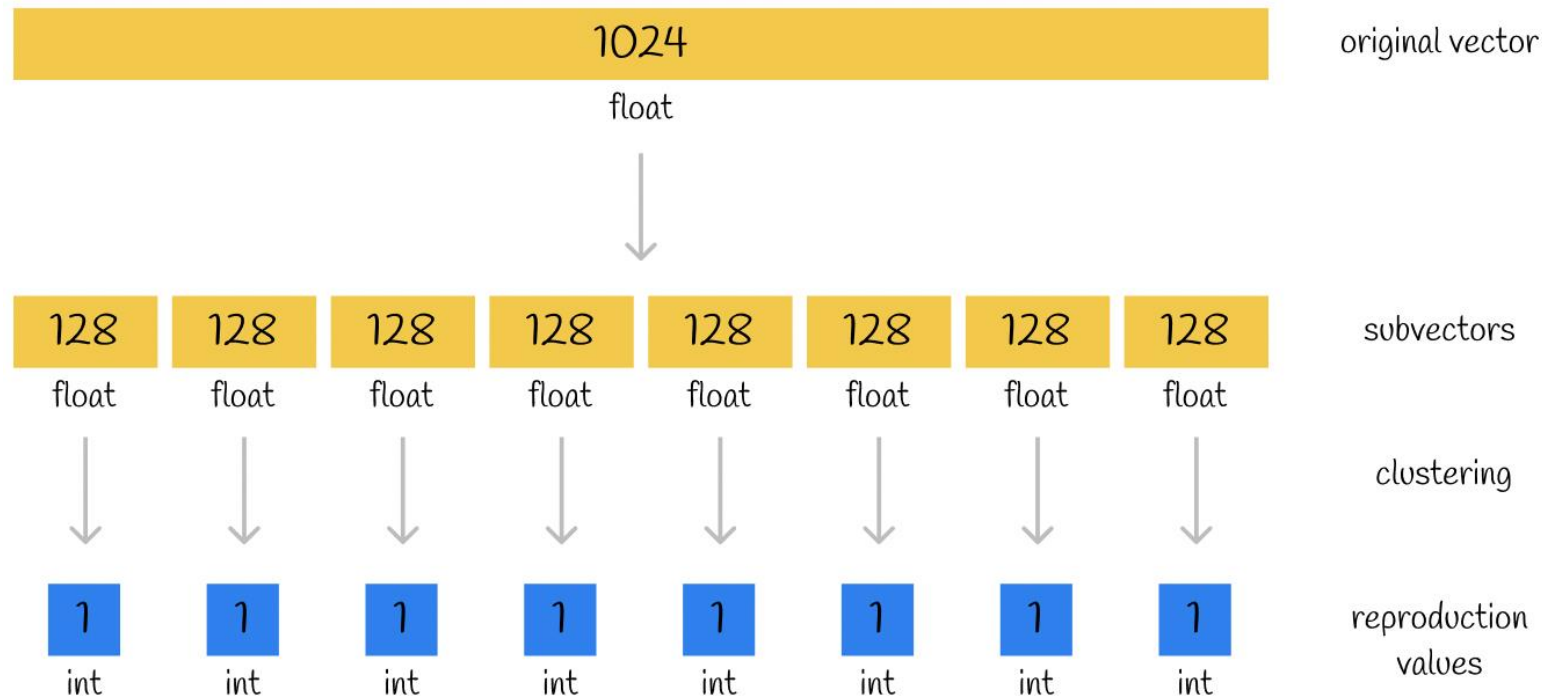 1024
original vector
float
128 128 128 128 128 128 128 128
subvectors
float float float float float float float float
clustering
1 1 1 1 1 1 1 1
reproduction
values
int int int int int int int int